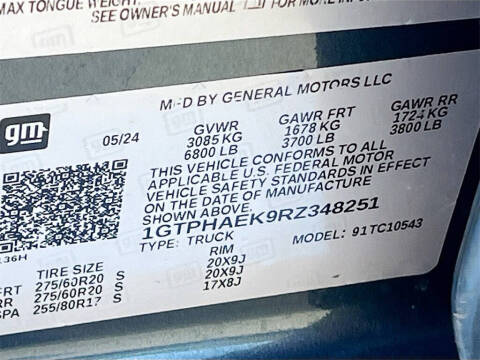 MAX TONGUE WEIGHT:
SEE OWNER'S MANUAL FOR MORE
MFD BY GENERAL MOTORS LLC
gm
05/24
GVWR GAWR FRT GAWR RR
3085 KG 1678 KG 1724 KG
6800 LB 3700 LB 3800 LB
THIS VEHICLE CONFORMS TO ALL
APPLICABLE U.S. FEDERAL MOTOR
VEHICLE SAFETY STANDARDS IN EFFECT
ON THE DATE OF MANUFACTURE
1GTPHAEK9RZ348251
TYPE: TRUCK MODEL: 91TC10543
136H
TIRE SIZE RIM
FRT 275/60R20 S 20X9J
RR 275/60R20 S 20X9J
SPA 255/80R17 S 17X8J